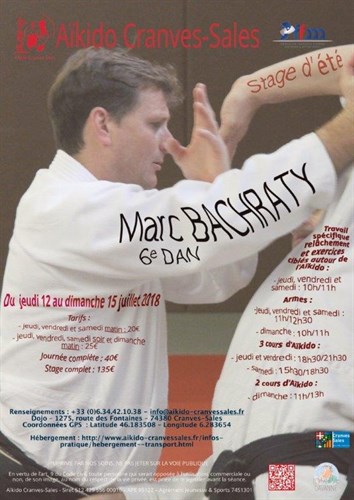 Aïkido Cranves-Sales
Stage d'été
Marc BACHRATY
6e DAN
Du jeudi 12 au dimanche 15 juillet 2018
Tarifs :
- jeudi, vendredi et samedi matin : 20€
- jeudi, vendredi, samedi soir et dimanche
matin : 25€
Journée complète : 40€
Stage complet : 135€
Travail
spécifique
relâchement
et exercices
ciblés autour de
l'Aïkido :
- jeudi, vendredi et
samedi : 10h/11h
Armes :
-jeudi, vendredi et
samedi :
11h/12h30
- dimanche : 10h/11h
3 cours d'Aïkido :
- jeudi et vendredi : 18h30/21h30
- Samedi : 15h30/18h30
2 cours d'Aïkido :
- dimanche : 11h/13h
Renseignements : +33 (0)6.34.42.10.38 - info@aikido-cranvessales.fr
Dojo - 1275, route des Fontaines - 74380 Cranves-Sales
Coordonnées GPS : Latitude 46.183508 - Longitude 6.283654
Hébergement : http://www.aikido-cranvessales.fr/infos-
pratique/hebergement--transport.html